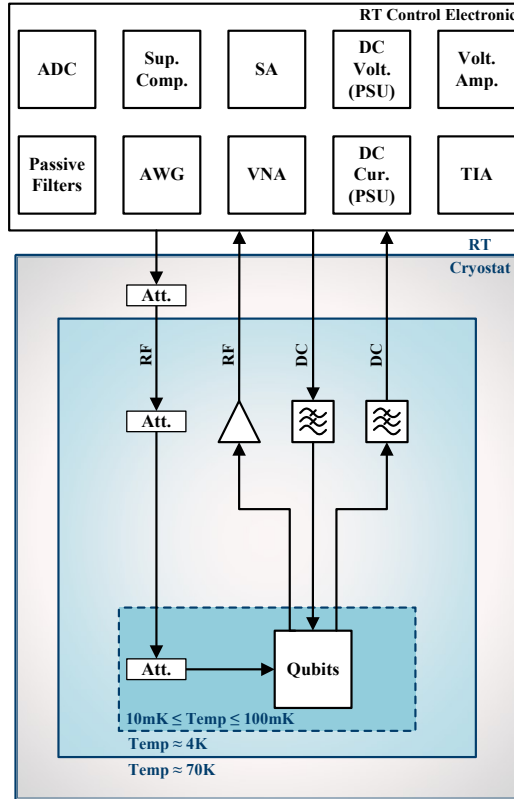 RT Control Electronic
ADC
Sup.
Comp.
SA
DC
Volt.
(PSU)
Volt.
Amp.
Passive
Filters
AWG
VNA
DC
Cur.
(PSU)
TIA
RT
Cryostat
Att.
RF
RF
DC
DC
Att.
Att.
Qubits
10mK ≤ Temp ≤ 100mK
Temp ≈ 4K
Temp ≈ 70K